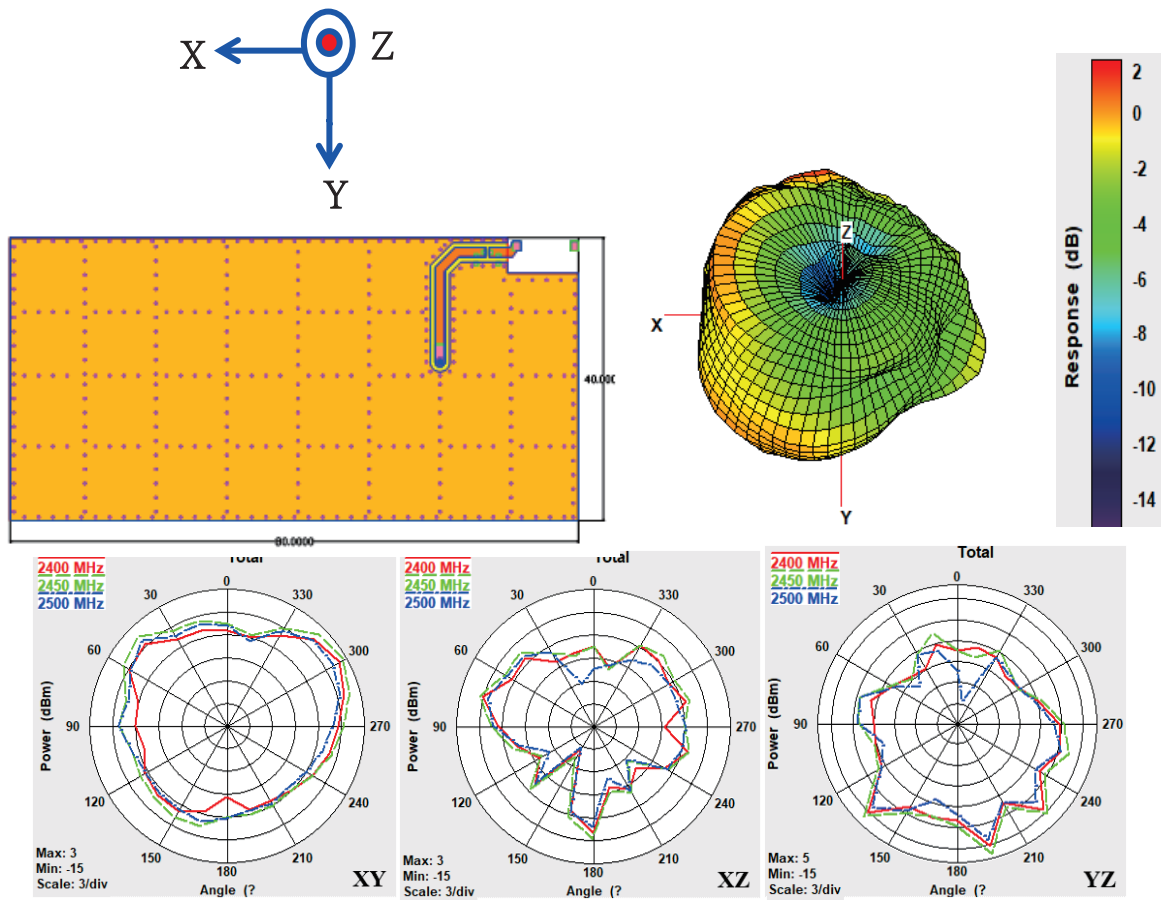 X
Z
Y
40.000
80.0000
Z
X
Y
Response (dB)
2
0
-2
-4
-6
-8
-10
-12
-14
Total
2400 MHz
2450 MHz
2500 MHz
0
30
330
60
300
90
270
120
240
150
210
180
Power (dBm)
Max: 3
Min: -15
Scale: 3/div
Angle (?
XY
Total
2400 MHz
2450 MHz
2500 MHz
0
30
330
60
300
90
270
120
240
150
210
180
Power (dBm)
Max: 3
Min: -15
Scale: 3/div
Angle (?
XZ
Total
2400 MHz
2450 MHz
2500 MHz
0
30
330
60
300
90
270
120
240
150
210
180
Power (dBm)
Max: 5
Min: -15
Scale: 3/div
Angle (?
YZ